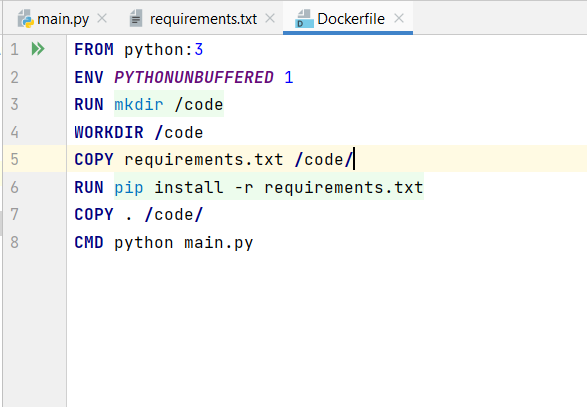 main.py requirements.txt Dockerfile
1 FROM python:3
2 ENV PYTHONUNBUFFERED 1
3 RUN mkdir /code
4 WORKDIR /code
5 COPY requirements.txt /code/
6 RUN pip install -r requirements.txt
7 COPY . /code/
8 CMD python main.py